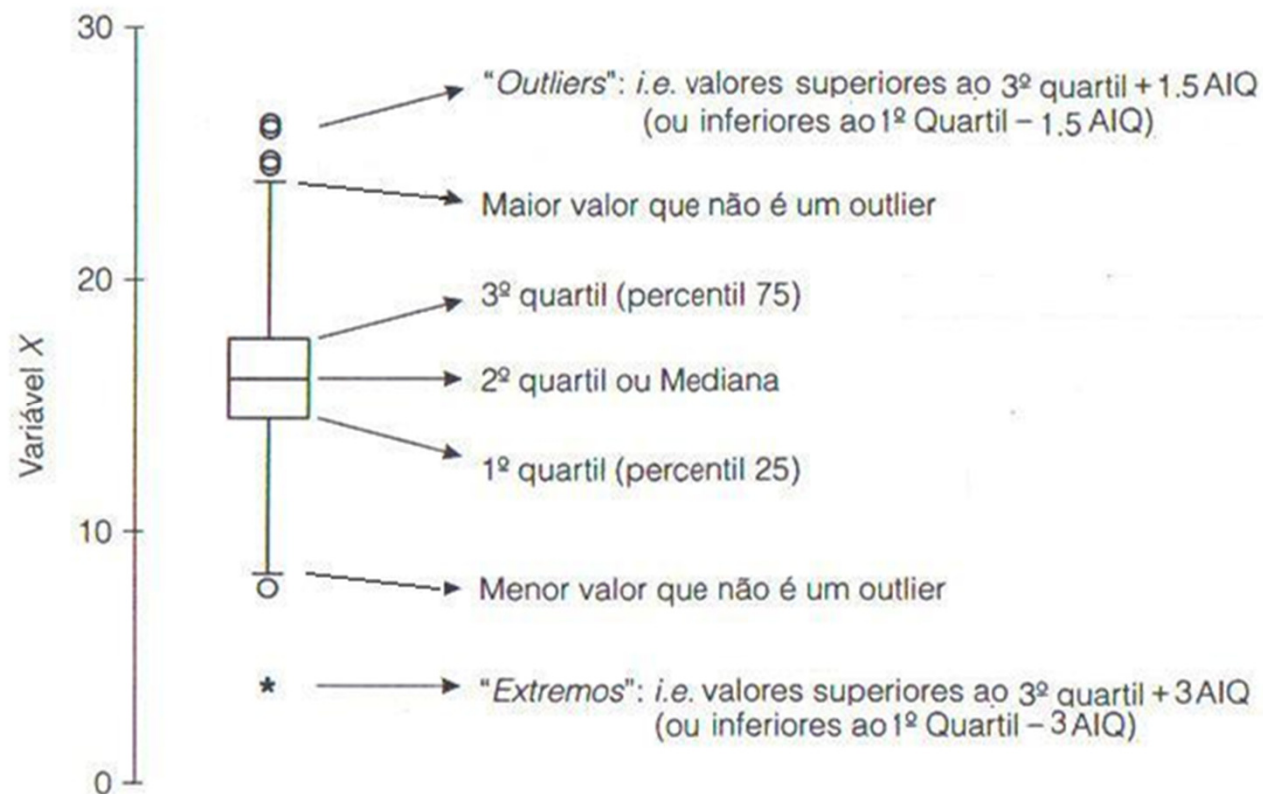 30
"Outliers": i.e. valores superiores ao 3º quartil + 1.5 AIQ
(ou inferiores ao 1º Quartil – 1.5 AIQ)
Maior valor que não é um outlier
20
3º quartil (percentil 75)
Variável X
2º quartil ou Mediana
1º quartil (percentil 25)
10
Menor valor que não é um outlier
"Extremos": i.e. valores superiores ao 3º quartil + 3 AIQ
(ou inferiores ao 1º Quartil – 3 AIQ)
0